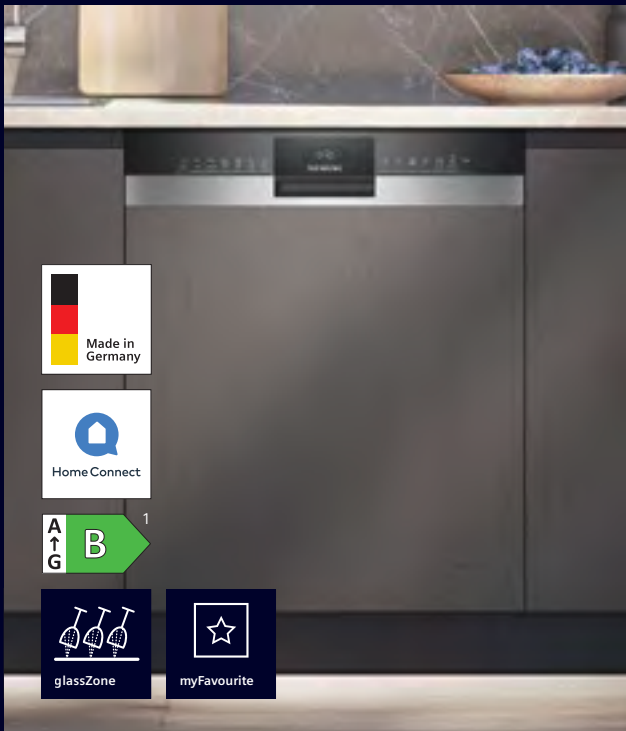 SIEMENS
Made in
Germany
Home Connect
A
G
B
1
glassZone
myFavourite